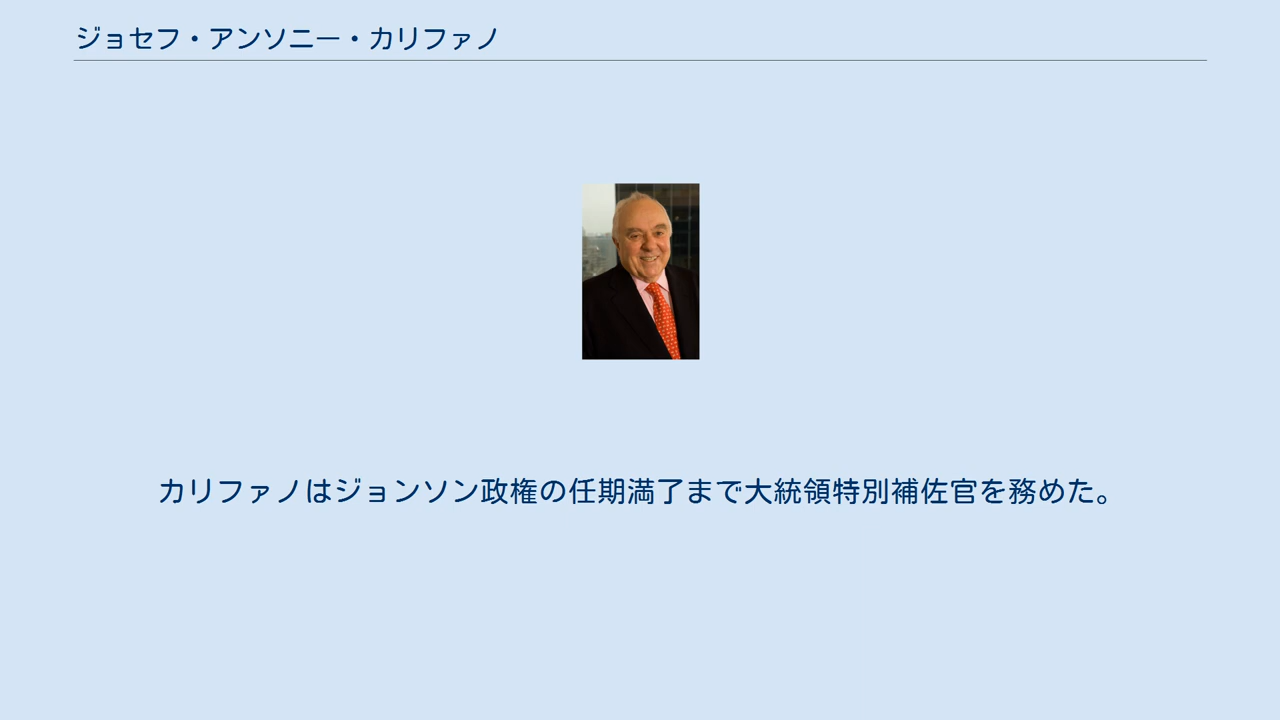 ジョセフ・アンソニー・カリファノ
カリファノはジョンソン政権の任期満了まで大統領特別補佐官を務めた。